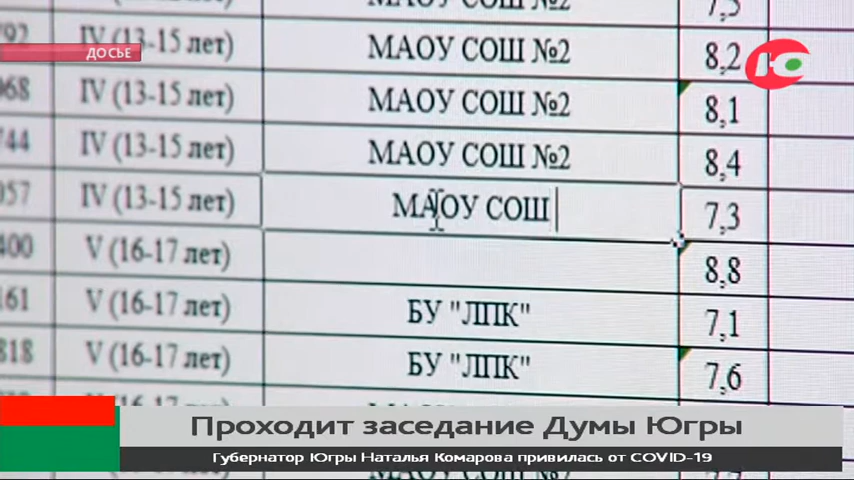 МАОУ СОШ №2 7,5
792 IV (13-15 лет) МАОУ СОШ №2 8,2
ДОСЬЕ
Ю
068 IV (13-15 лет) МАОУ СОШ №2 8,1
744 IV (13-15 лет) МАОУ СОШ №2 8,4
057 IV (13-15 лет) МАОУ СОШ 7,3
400 V (16-17 лет) 8,8
161 V (16-17 лет) БУ "ЛПК" 7,1
818 V (16-17 лет) БУ "ЛПК" 7,6
Проходит заседание Думы Югры
Губернатор Югры Наталья Комарова привилась от COVID-19